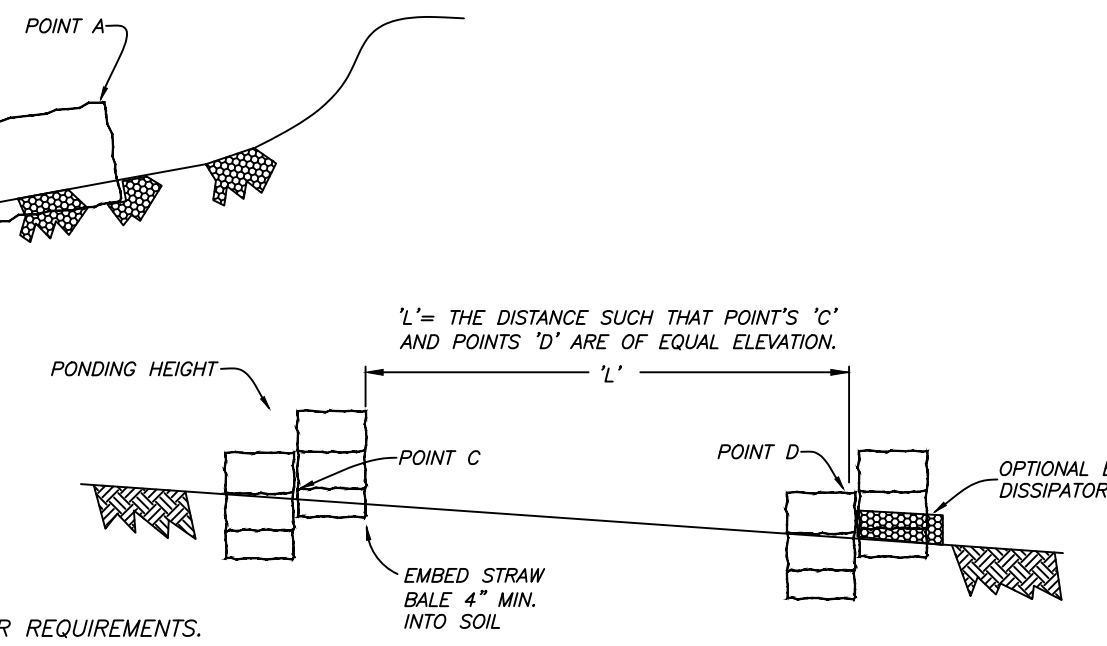 POINT A
'L'= THE DISTANCE SUCH THAT POINT'S 'C'
AND POINTS 'D' ARE OF EQUAL ELEVATION.
PONDING HEIGHT
'L'
POINT C
POINT D
OPTIONAL
DISSIPATOR
EMBED STRAW
BALE 4" MIN.
INTO SOIL
REQUIREMENTS.